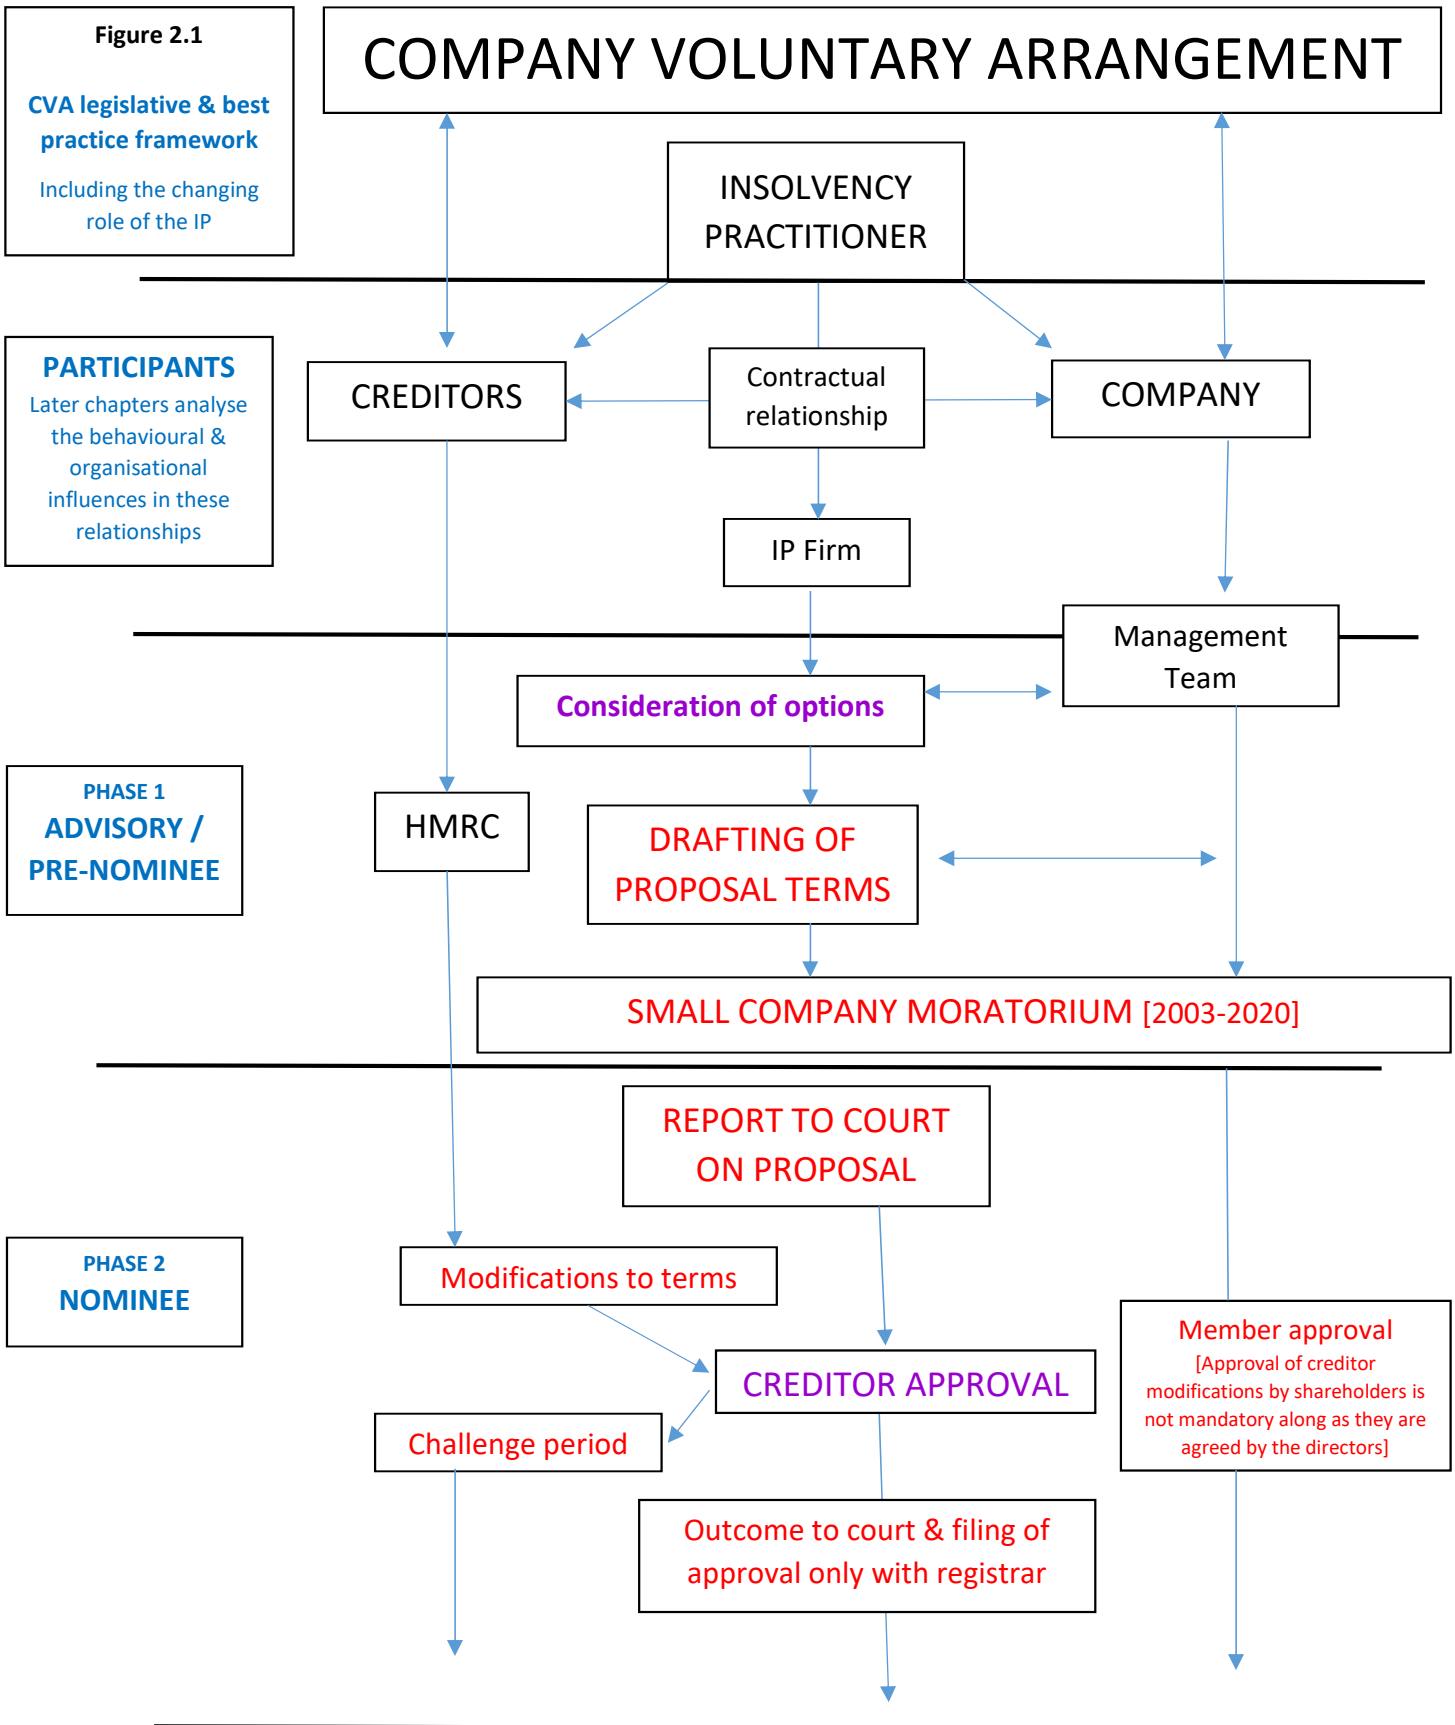 Figure 2.1
CVA legislative & best
practice framework
Including the changing
role of the IP
COMPANY VOLUNTARY ARRANGEMENT
INSOLVENCY
PRACTITIONER
PARTICIPANTS
Later chapters analyse
the behavioural &
organisational
influences in these
relationships
CREDITORS
Contractual
relationship
COMPANY
IP Firm
Management
Team
Consideration of options
PHASE 1
ADVISORY /
PRE-NOMINEE
HMRC
DRAFTING OF
PROPOSAL TERMS
SMALL COMPANY MORATORIUM [2003-2020]
REPORT TO COURT
ON PROPOSAL
PHASE 2
NOMINEE
Modifications to terms
Member approval
[Approval of creditor
modifications by shareholders is
not mandatory along as they are
agreed by the directors]
CREDITOR APPROVAL
Challenge period
Outcome to court & filing of
approval only with registrar